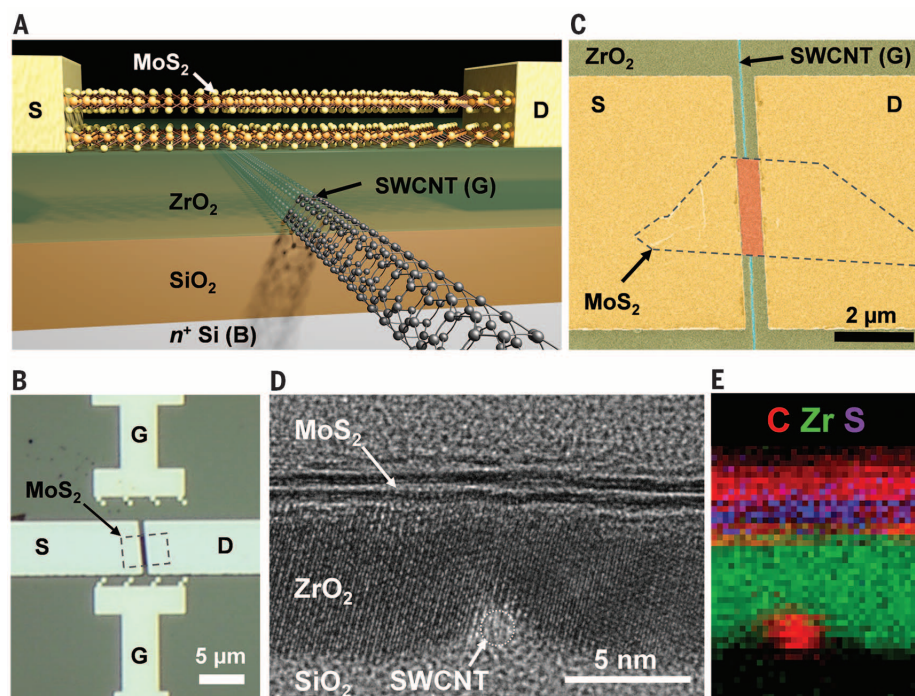 A
MoS2
S
D
SWCNT (G)
ZrO2
SiO2
n+ Si (B)
B
G
MoS2
S
D
G
5 µm
C
ZrO2
SWCNT (G)
S
D
MoS2
2 µm
D
MoS2
ZrO2
SiO2
SWCNT
5 nm
E
C Zr S